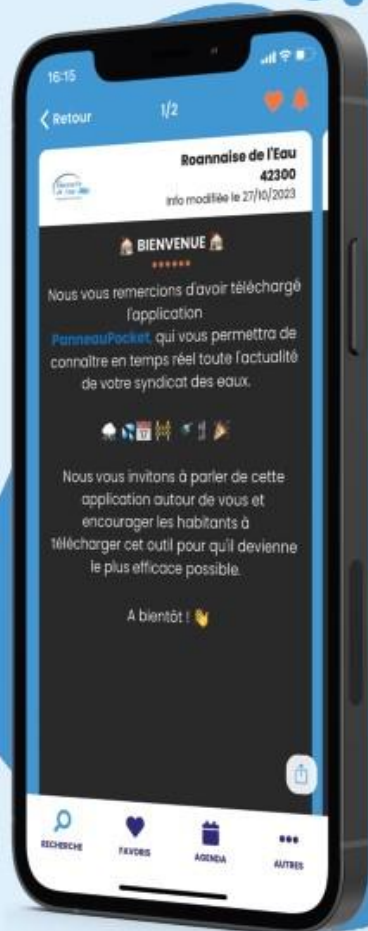 16:15
Retour
1/2
Roannaise de l'Eau
42300
Info modifiée le 27/10/2023
BIENVENUE
Nous vous remercions d'avoir téléchargé
l'application
PanneauPocket, qui vous permettra de
connaître en temps réel toute l'actualité
de votre syndicat des eaux.
Nous vous invitons à parler de cette
application autour de vous et
encourager les habitants à
télécharger cet outil pour qu'il devienne
le plus efficace possible.
A bientôt !
RECHERCHE
FAVORIS
AGENDA
AUTRES